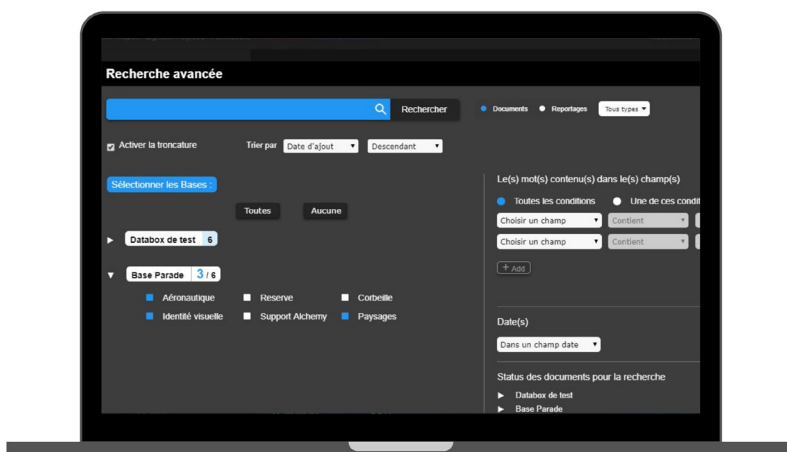 Recherche avancée
Rechercher
Documents
Reportages
Tous types
Activer la troncature
Trier par
Date d'ajout
Descendant
Sélectionner les Bases :
Toutes
Aucune
Databox de test 6
Base Parade 3 / 6
Aéronautique
Reserve
Corbeille
Identité visuelle
Support Alchemy
Paysages
Le(s) mot(s) contenu(s) dans le(s) champ(s)
Toutes les conditions
Une de ces condit
Choisir un champ
Contient
Choisir un champ
Contient
+ Add
Date(s)
Dans un champ date
Status des documents pour la recherche
Databox de test
Base Parade